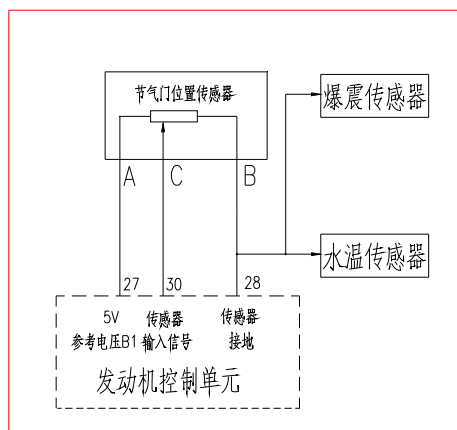 节气门位置传感器
爆震传感器
A
C
B
水温传感器
27
30
28
5V
参考电压B1
传感器
输入信号
传感器
接地
发动机控制单元